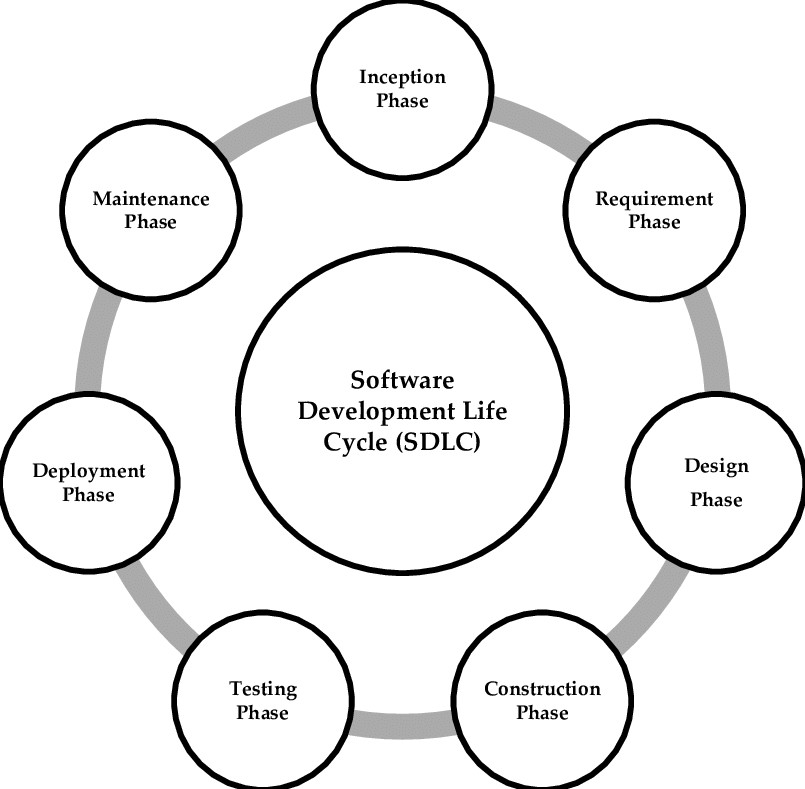 Inception
Phase
Requirement
Phase
Design
Phase
Construction
Phase
Testing
Phase
Deployment
Phase
Maintenance
Phase
Software
Development Life
Cycle (SDLC)